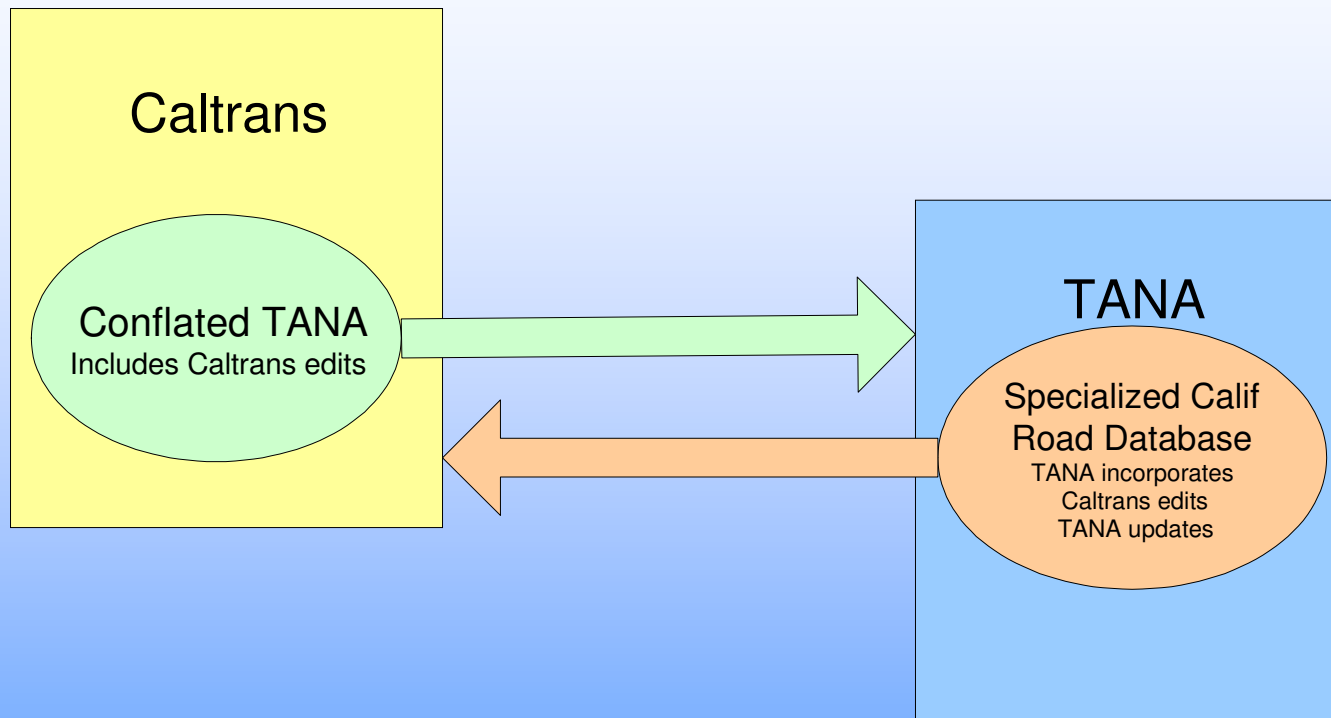 Caltrans
Conflated TANA
Includes Caltrans edits
TANA
Specialized Calif
Road Database
TANA incorporates
Caltrans edits
TANA updates